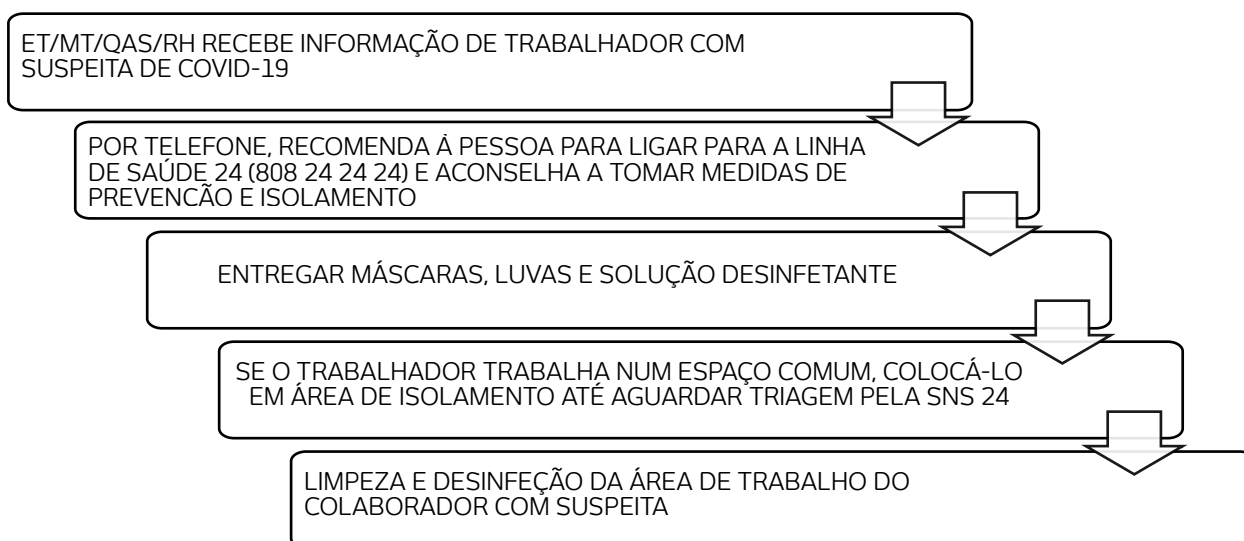 ET/MT/QAS/RH RECEBE INFORMAÇÃO DE TRABALHADOR COM
SUSPEITA DE COVID-19
POR TELEFONE, RECOMENDA À PESSOA PARA LIGAR PARA A LINHA
DE SAÚDE 24 (808 24 24 24) E ACONSELHA A TOMAR MEDIDAS DE
PREVENÇÃO E ISOLAMENTO
ENTREGAR MÁSCARAS, LUVAS E SOLUÇÃO DESINFETANTE
SE O TRABALHADOR TRABALHA NUM ESPAÇO COMUM, COLOCÁ-LO
EM ÁREA DE ISOLAMENTO ATÉ AGUARDAR TRIAGEM PELA SNS 24
LIMPEZA E DESINFEÇÃO DA ÁREA DE TRABALHO DO
COLABORADOR COM SUSPEITA